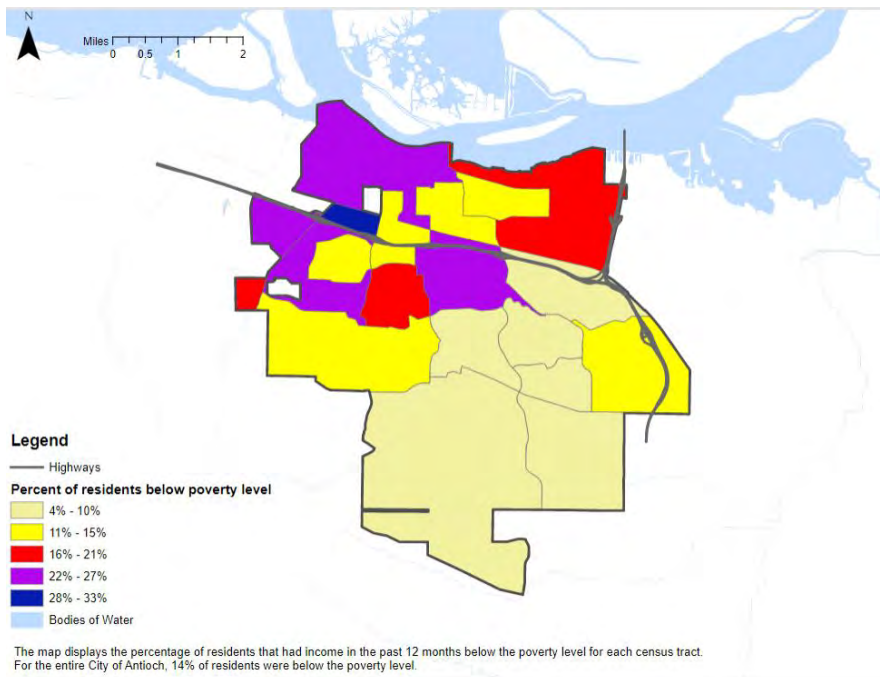 N
Miles
0 0.5 1 2
Legend
Highways
Percent of residents below poverty level
4% - 10%
11% - 15%
16% - 21%
22% - 27%
28% - 33%
Bodies of Water
The map displays the percentage of residents that had income in the past 12 months below the poverty level for each census tract.
For the entire City of Antioch, 14% of residents were below the poverty level.